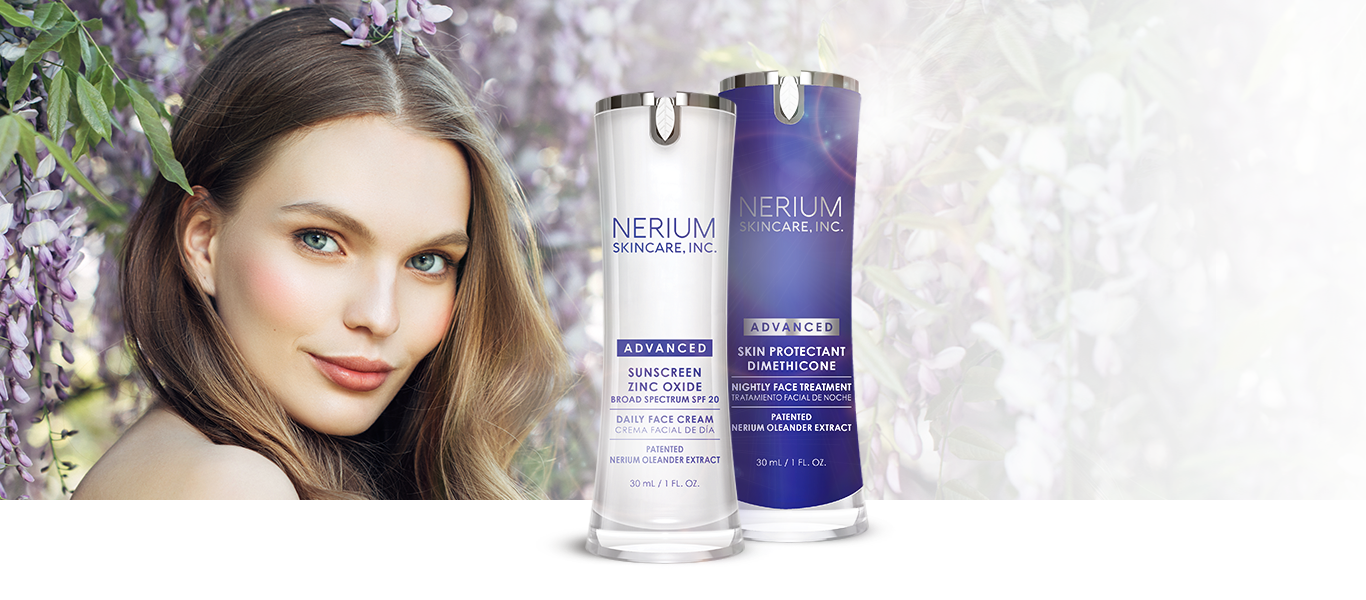 NERIUM
SKINCARE, INC.
ADVANCED
SUNSCREEN
ZINC OXIDE
BROAD SPECTRUM SPF 20
DAILY FACE CREAM
CREMA FACIAL DE DÍA
PATENTED
NERIUM OLEANDER EXTRACT
30 mL / 1 FL. OZ.
NERIUM
SKINCARE, INC.
ADVANCED
SKIN PROTECTANT
DIMETHICONE
NIGHTLY FACE TREATMENT
TRATAMIENTO FACIAL DE NOCHE
PATENTED
NERIUM OLEANDER EXTRACT
30 mL / 1 FL. OZ.